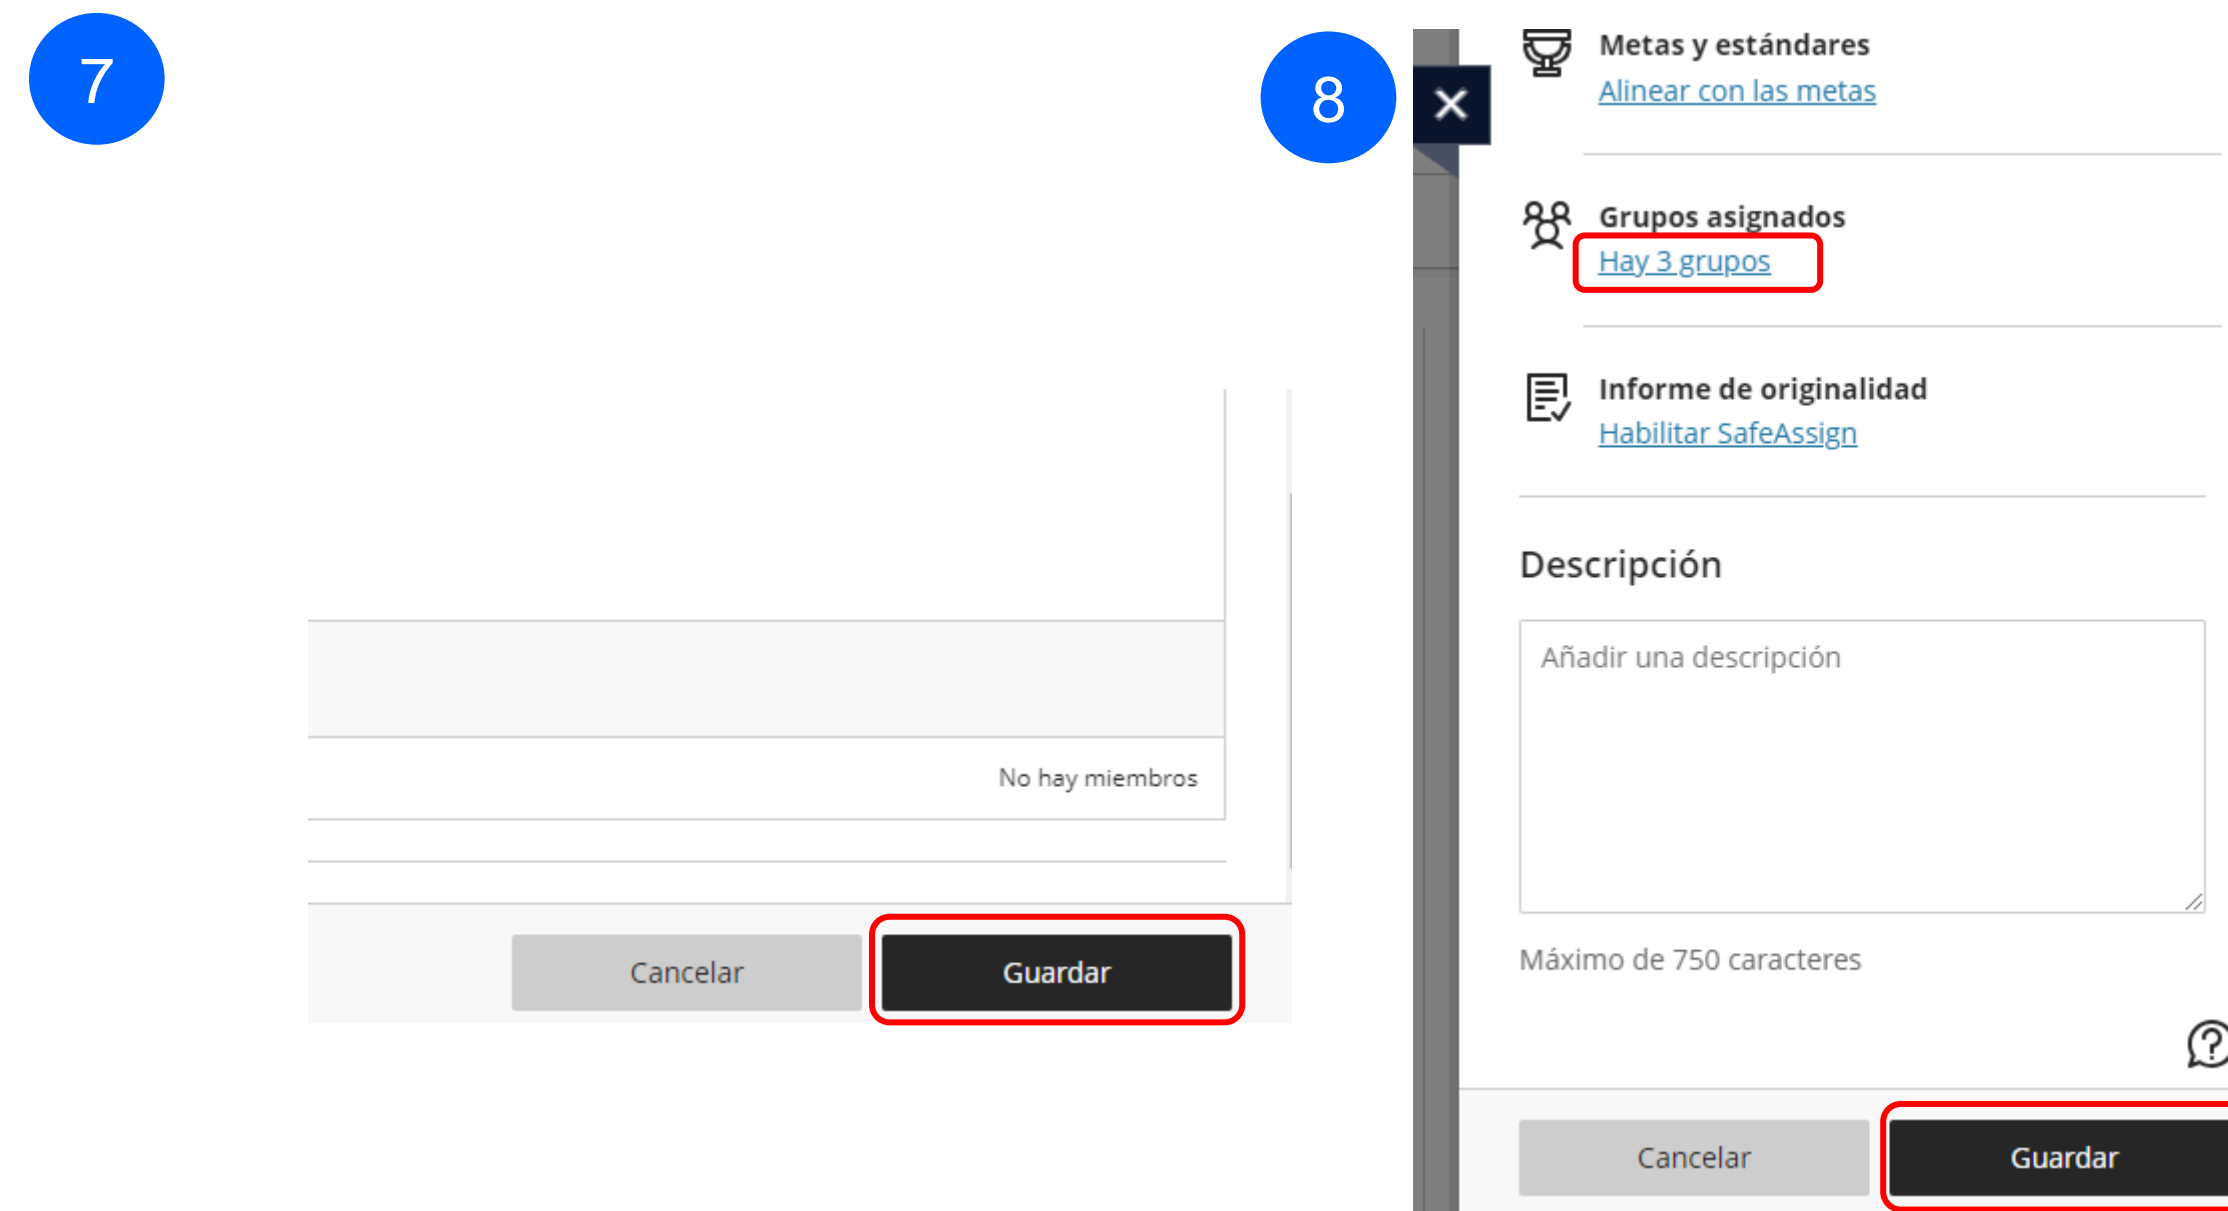 7
No hay miembros
Cancelar
Guardar
8
Metas y estándares
Alinear con las metas
Grupos asignados
Hay 3 grupos
Informe de originalidad
Habilitar SafeAssign
Descripción
Añadir una descripción
Máximo de 750 caracteres
Cancelar
Guardar